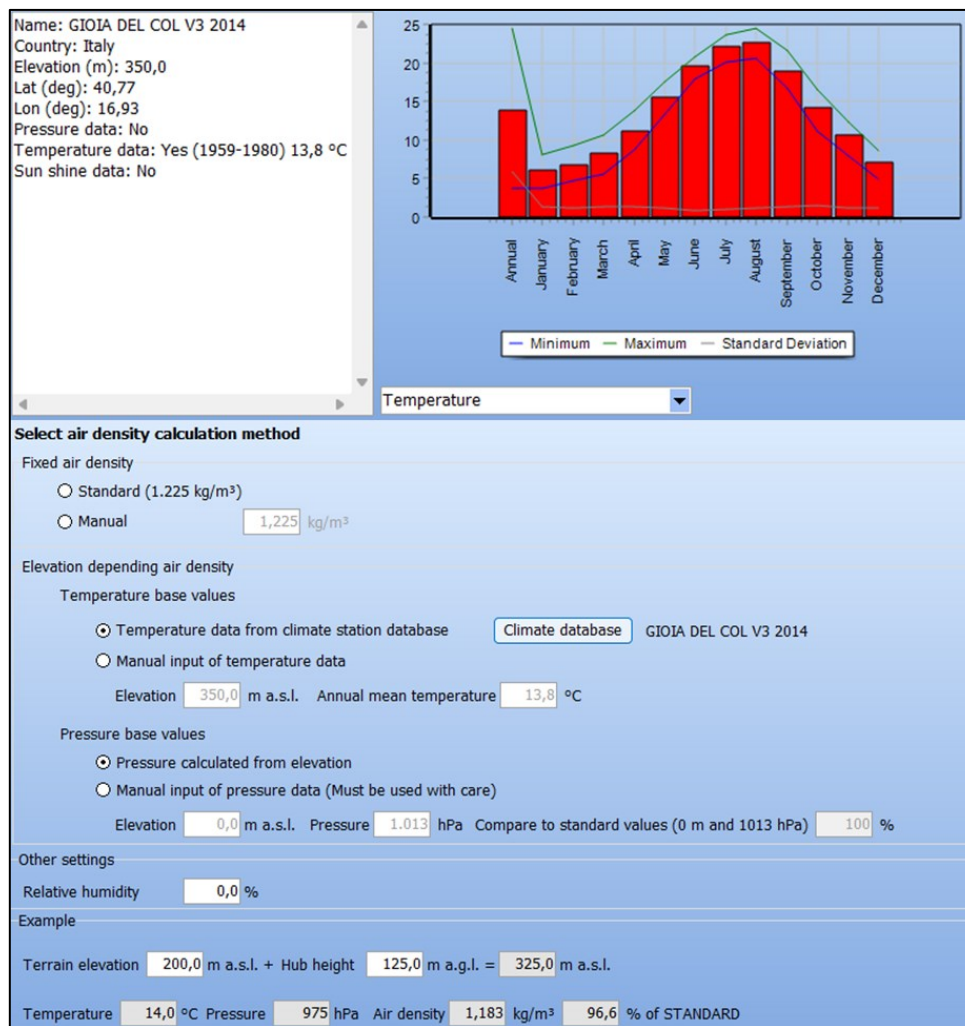 Name: GIOIA DEL COL V3 2014
Country: Italy
Elevation (m): 350,0
Lat (deg): 40,77
Lon (deg): 16,93
Pressure data: No
Temperature data: Yes (1959-1980) 13,8 °C
Sun shine data: No
25
20
15
10
5
0
Annual
January
February
March
April
May
June
July
August
September
October
November
December
Minimum Maximum Standard Deviation
Temperature
Select air density calculation method
Fixed air density
Standard (1.225 kg/m³)
Manual 1,225 kg/m³
Elevation depending air density
Temperature base values
Temperature data from climate station database Climate database GIOIA DEL COL V3 2014
Manual input of temperature data
Elevation 350,0 m a.s.l. Annual mean temperature 13,8 °C
Pressure base values
Pressure calculated from elevation
Manual input of pressure data (Must be used with care)
Elevation 0,0 m a.s.l. Pressure 1.013 hPa Compare to standard values (0 m and 1013 hPa) 100 %
Other settings
Relative humidity 0,0 %
Example
Terrain elevation 200,0 m a.s.l. + Hub height 125,0 m a.g.l. = 325,0 m a.s.l.
Temperature 14,0 °C Pressure 975 hPa Air density 1,183 kg/m³ 96,6 % of STANDARD